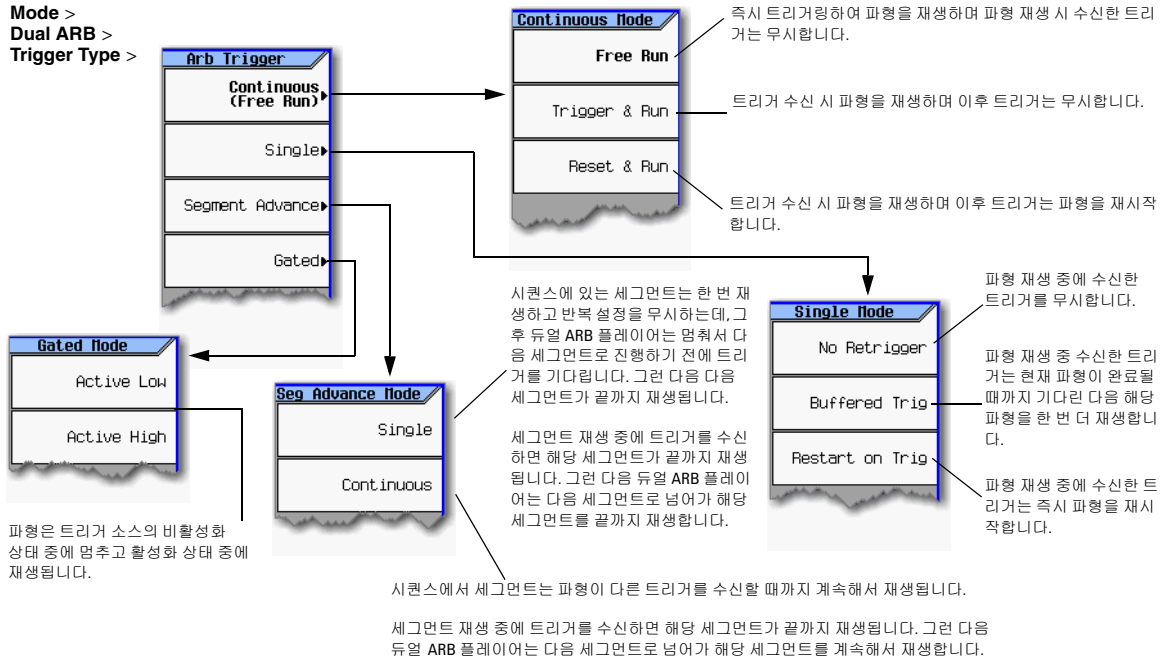 Mode >
Dual ARB >
Trigger Type >
Arb Trigger
Continuous
(Free Run)
Single
Segment Advance
Gated
Continuous Mode
Free Run
Trigger & Run
Reset & Run
즉시 트리거링하여 파형을 재생하며 파형 재생 시 수신한 트리
거는 무시합니다.
트리거 수신 시 파형을 재생하며 이후 트리거는 무시합니다.
트리거 수신 시 파형을 재생하며 이후 트리거는 파형을 재시작
합니다.
Gated Mode
Active Low
Active High
파형은 트리거 소스의 비활성화
상태 중에 멈추고 활성화 상태 중에
재생됩니다.
Seg Advance Mode
Single
Continuous
시퀀스에 있는 세그먼트는 한 번 재
생하고 반복 설정을 무시하는데, 그
후 듀얼 ARB 플레이어는 멈춰서 다
음 세그먼트로 진행하기 전에 트리
거를 기다립니다. 그런 다음 다음
세그먼트가 끝까지 재생됩니다.
세그먼트 재생 중에 트리거를 수신
하면 해당 세그먼트가 끝까지 재생
됩니다. 그런 다음 듀얼 ARB 플레이
어는 다음 세그먼트로 넘어가 해당
세그먼트를 끝까지 재생합니다.
Single Mode
No Retrigger
Buffered Trig
Restart on Trig
파형 재생 중에 수신한
트리거를 무시합니다.
파형 재생 중 수신한 트리
거는 현재 파형이 완료될
때까지 기다린 다음 해당
파형을 한 번 더 재생합니
다.
파형 재생 중에 수신한 트
리거는 즉시 파형을 재시
작합니다.
시퀀스에서 세그먼트는 파형이 다른 트리거를 수신할 때까지 계속해서 재생됩니다.
세그먼트 재생 중에 트리거를 수신하면 해당 세그먼트가 끝까지 재생됩니다. 그런 다음
듀얼 ARB 플레이어는 다음 세그먼트로 넘어가 해당 세그먼트를 계속해서 재생합니다.